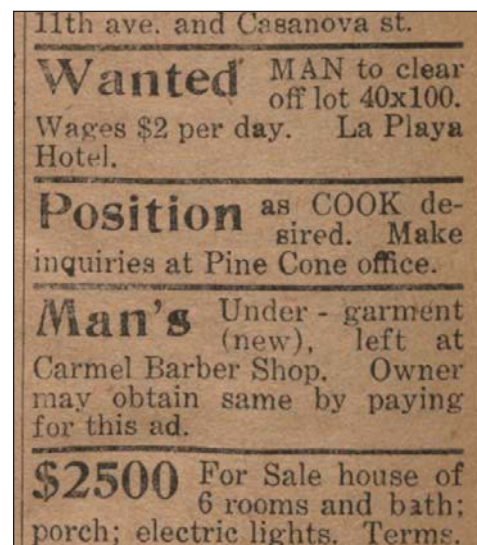 11th ave. and Casanova st.
Wanted MAN to clear
off lot 40x100.
Wages $2 per day. La Playa
Hotel.
Position as COOK de-
sired. Make
inquiries at Pine Cone office.
Man's Under - garment
(new), left at
Carmel Barber Shop. Owner
may obtain same by paying
for this ad.
$2500 For Sale house of
6 rooms and bath;
porch; electric lights. Terms.